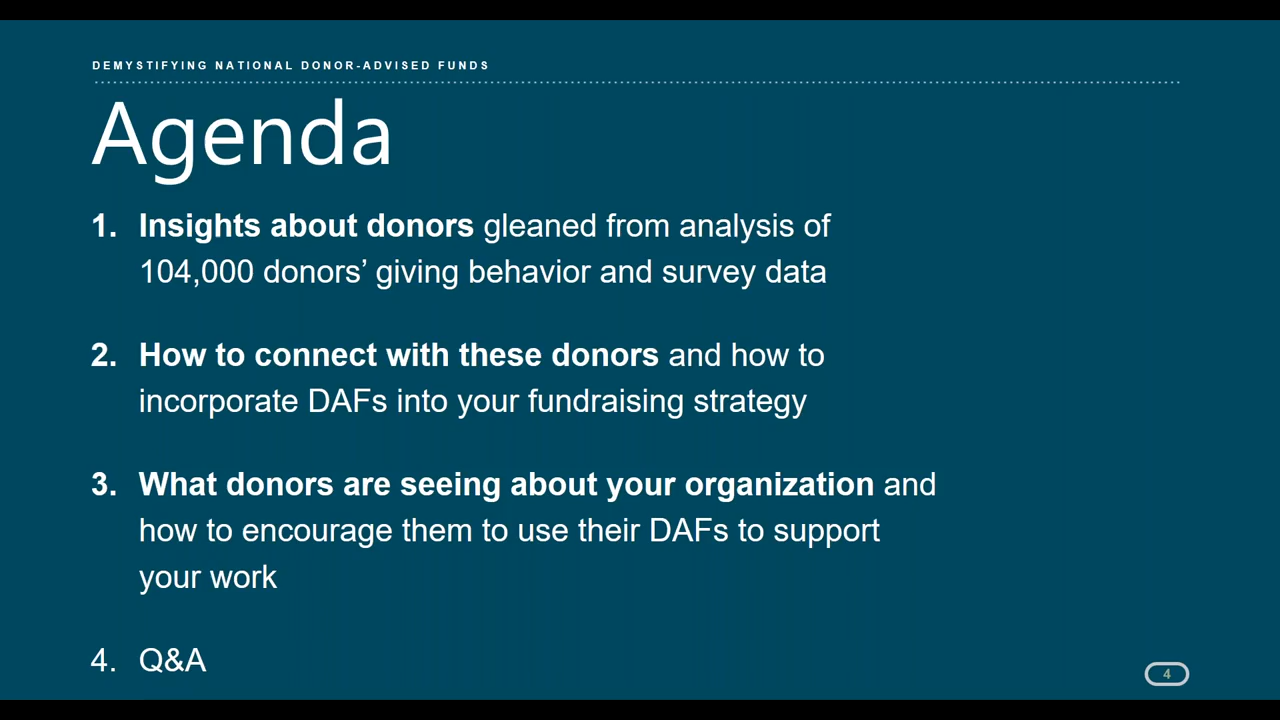 DEMYSTIFYING NATIONAL DONOR-ADVISED FUNDS
Agenda
1. Insights about donors gleaned from analysis of
104,000 donors’ giving behavior and survey data
2. How to connect with these donors and how to
incorporate DAFs into your fundraising strategy
3. What donors are seeing about your organization and
how to encourage them to use their DAFs to support
your work
4. Q&A
4